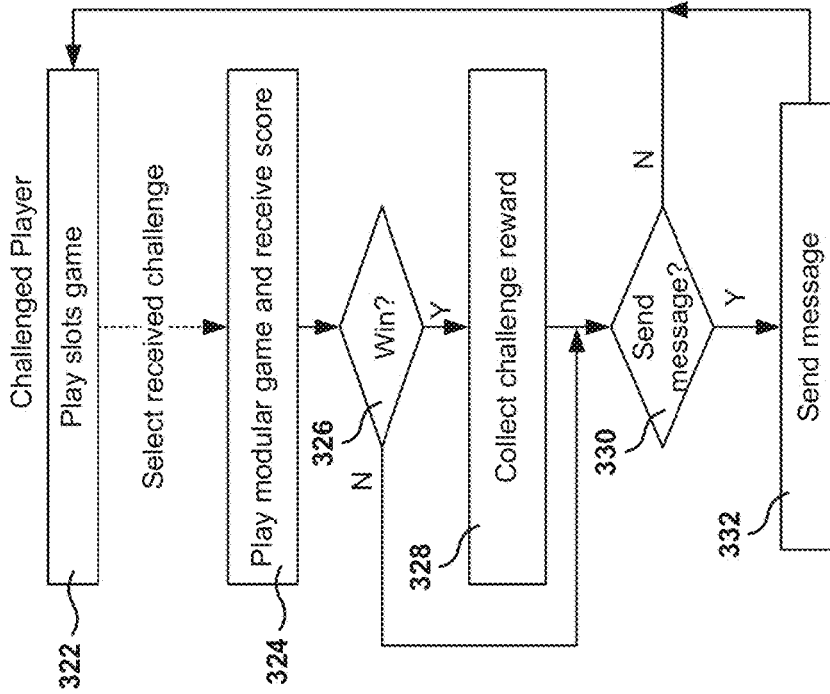 Challenged Player
Play slots game
322
Select received challenge
Play modular game and receive score
324
Win?
326
N
Y
Collect challenge reward
328
Send
message?
330
N
Y
Send message
332